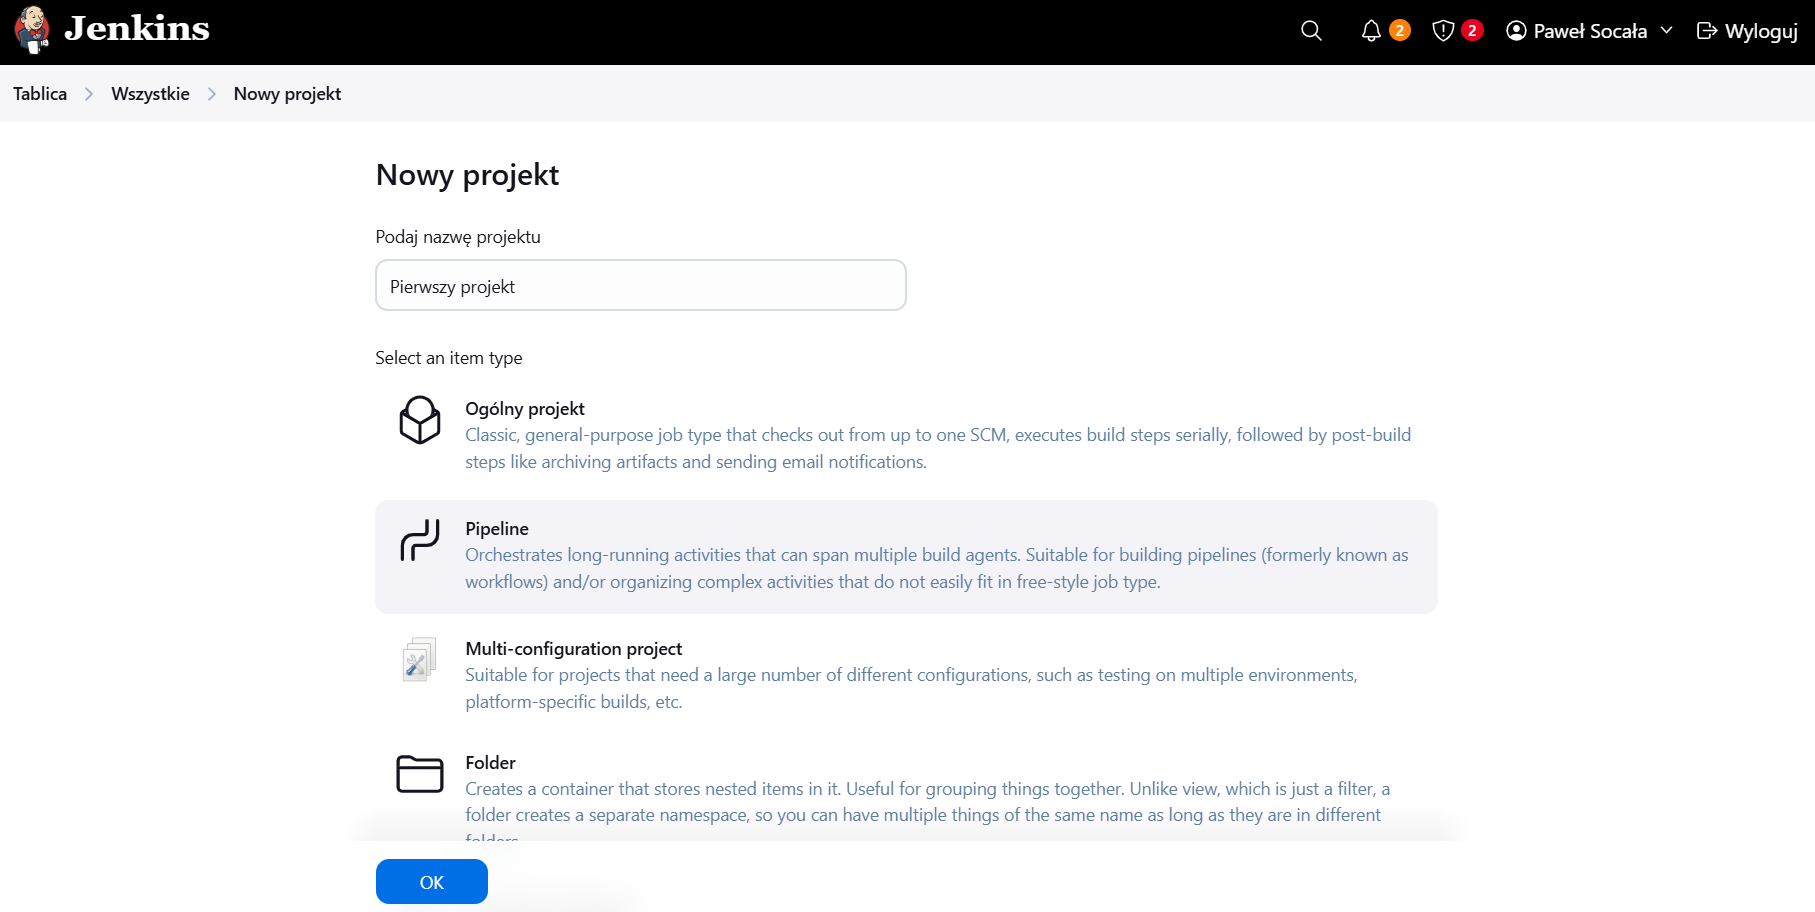 Jenkins
2
2
Paweł Socała
Wyloguj
Tablica
Wszystkie
Nowy projekt
Nowy projekt
Podaj nazwę projektu
Pierwszy projekt
Select an item type
Ogólny projekt
Classic, general-purpose job type that checks out from up to one SCM, executes build steps serially, followed by post-build
steps like archiving artifacts and sending email notifications.
Pipeline
Orchestrates long-running activities that can span multiple build agents. Suitable for building pipelines (formerly known as
workflows) and/or organizing complex activities that do not easily fit in free-style job type.
Multi-configuration project
Suitable for projects that need a large number of different configurations, such as testing on multiple environments,
platform-specific builds, etc.
Folder
Creates a container that stores nested items in it. Useful for grouping things together. Unlike view, which is just a filter, a
folder creates a separate namespace, so you can have multiple things of the same name as long as they are in different
folders.
OK